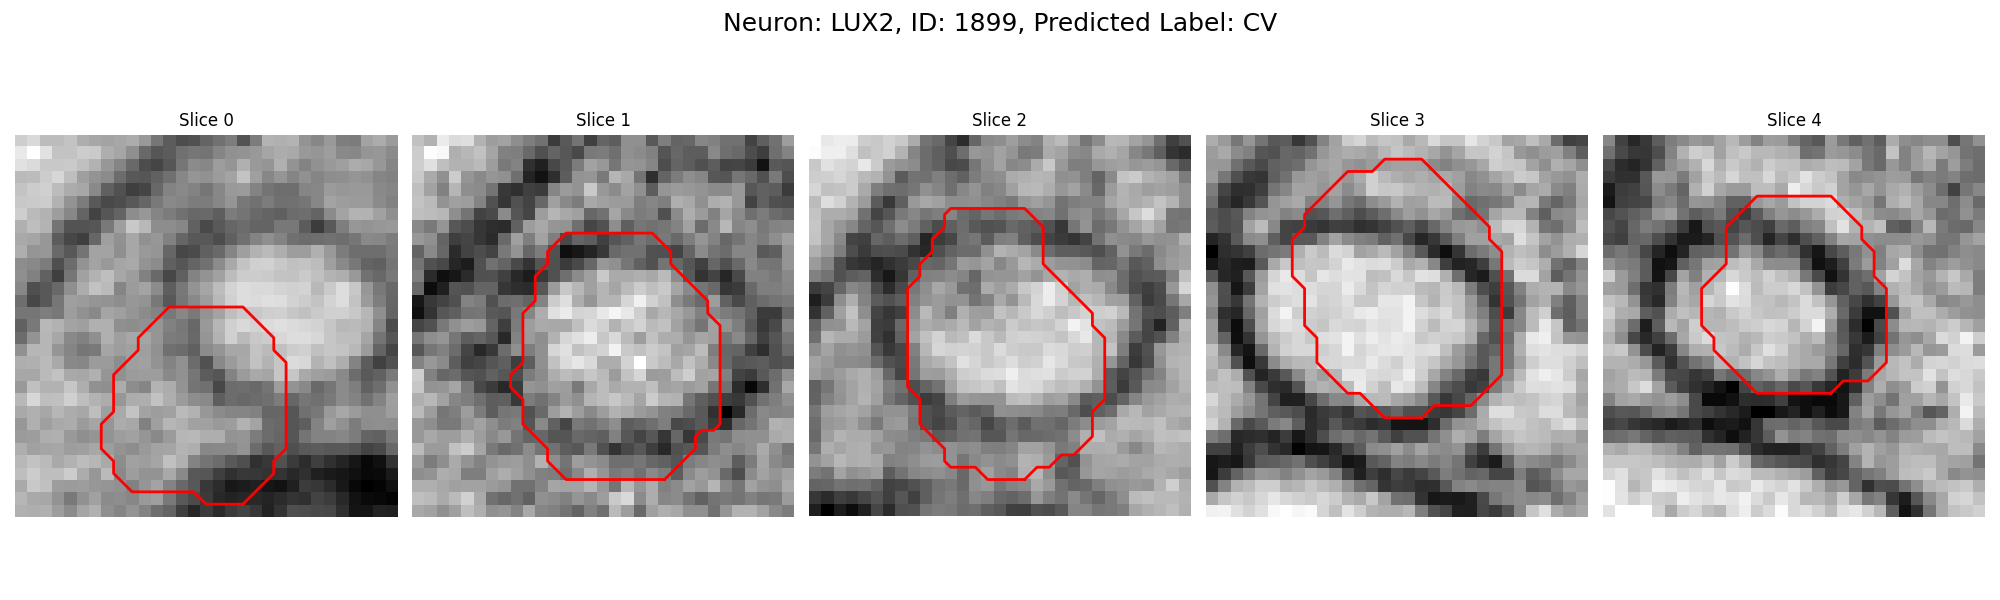 Neuron: LUX2, ID: 1899, Predicted Label: CV
Slice 0
Slice 1
Slice 2
Slice 3
Slice 4